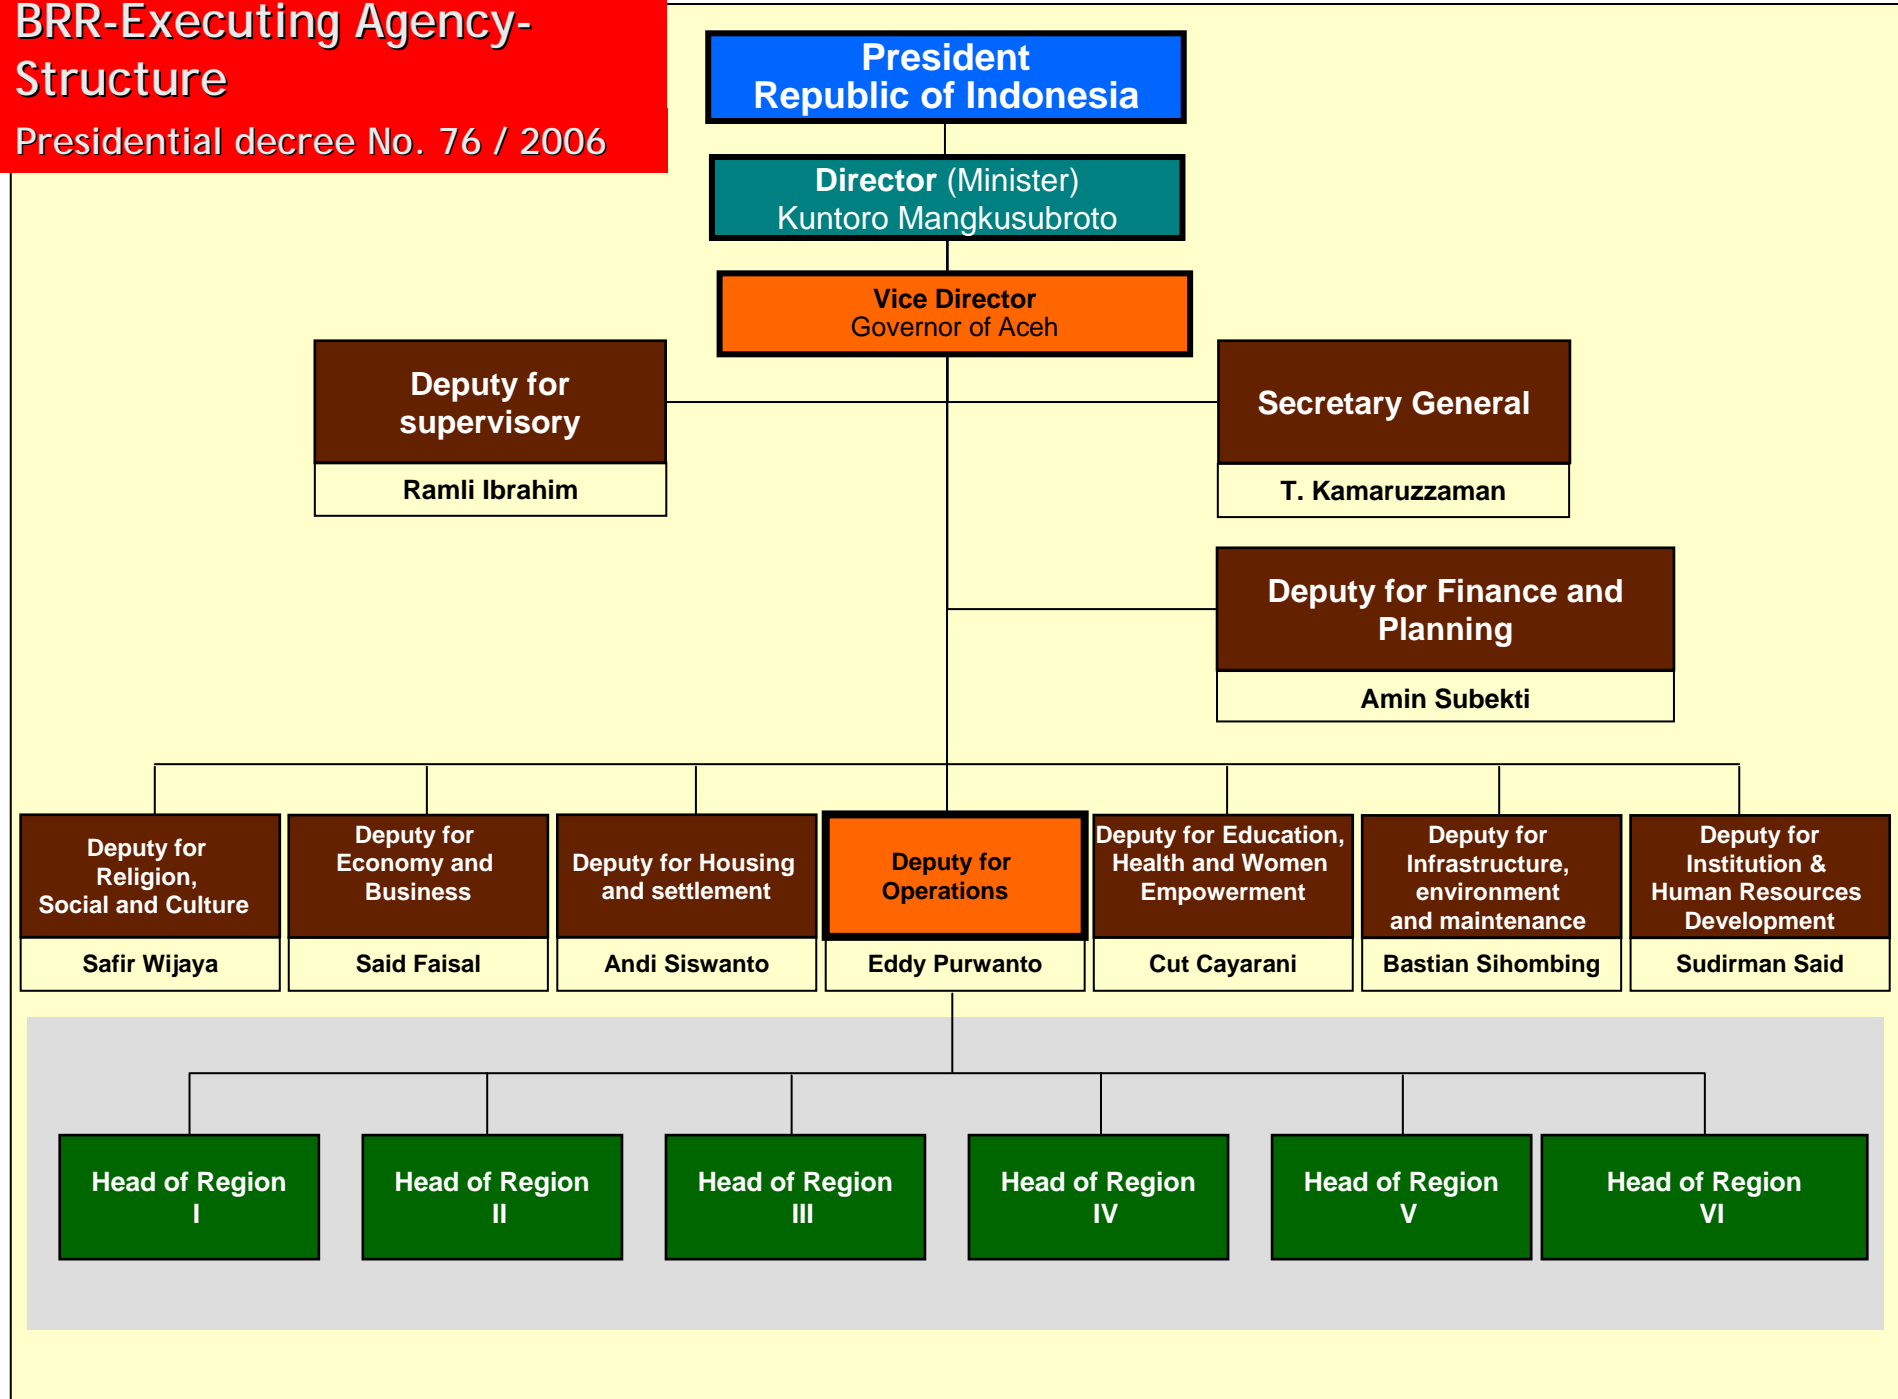 BRR-Executing Agency-
Structure
Presidential decree No. 76 / 2006
President
Republic of Indonesia
Director (Minister)
Kuntoro Mangkusubroto
Vice Director
Governor of Aceh
Deputy for
supervisory
Ramli Ibrahim
Secretary General
T. Kamaruzzaman
Deputy for Finance and
Planning
Amin Subekti
Deputy for
Religion,
Social and Culture
Safir Wijaya
Deputy for
Economy and
Business
Said Faisal
Deputy for Housing
and settlement
Andi Siswanto
Deputy for
Operations
Eddy Purwanto
Deputy for Education,
Health and Women
Empowerment
Cut Cayarani
Deputy for
Infrastructure,
environment
and maintenance
Bastian Sihombing
Deputy for
Institution &
Human Resources
Development
Sudirman Said
Head of Region
I
Head of Region
II
Head of Region
III
Head of Region
IV
Head of Region
V
Head of Region
VI